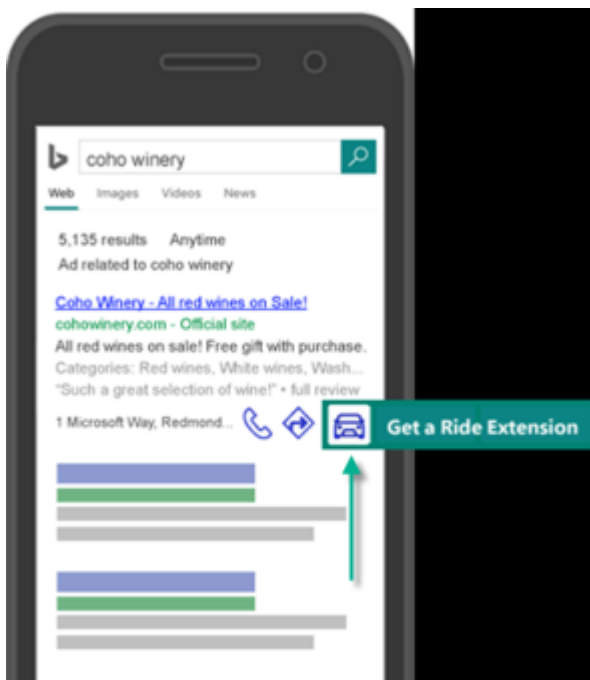 coho winery
Web Images Videos News
5,135 results Anytime
Ad related to coho winery
Coho Winery - All red wines on Sale!
cohowinery.com - Official site
All red wines on sale! Free gift with purchase.
Categories: Red wines, White wines, Wash...
"Such a great selection of wine!" • full review
1 Microsoft Way, Redmond...
Get a Ride Extension